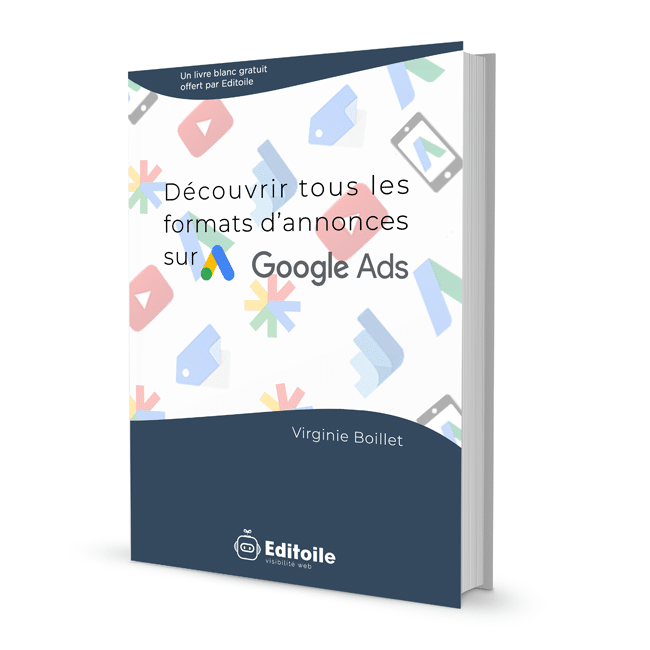 Un livre blanc gratuit
offert par Editoile
Découvrir tous les
formats d'annonces
sur Google Ads
Virginie Boillet
Editoile
visibilité web